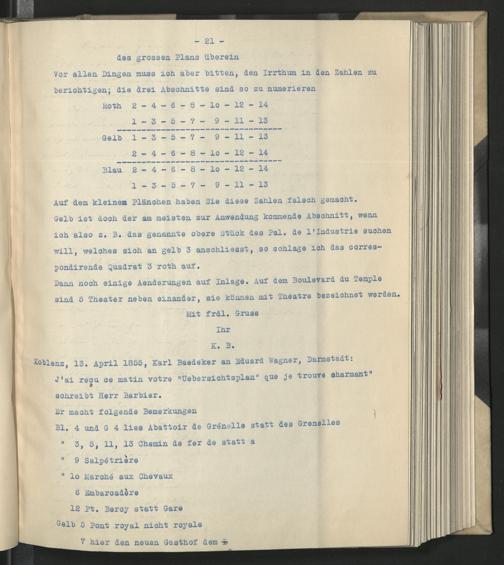 - 21 -
des grossen Plans überein
Vor allen Dingen muss ich aber bitten, den Irrthum in den Zahlen zu
berichtigen; die drei Abschnitte sind so zu numerieren
Roth 2 - 4 - 6 - 8 - 1o - 12 - 14
1 - 3 - 5 - 7 - 9 - 11 - 13
Gelb 1 - 3 - 5 - 7 - 9 - 11 - 13
2 - 4 - 6 - 8 - 1o - 12 - 14
Blau 2 - 4 - 6 - 8 - 1o - 12 - 14
1 - 3 - 5 - 7 - 9 - 11 - 13
Auf dem kleinem Plänchen haben Sie diese Zahlen falsch gemacht.
Gelb ist doch der am meisten zur Anwendung kommende Abschnitt, wenn
ich also z. B. das genannte obere Stück des Pal. de l'Industrie suchen
will, welches sich an gelb 3 anschliesst, so schlage ich das corres-
pondirende Quadrat 3 roth auf.
Dann noch einige Aenderungen auf Inlage. Auf dem Boulevard du Temple
sind 5 Theater neben einander, sie können mit Theatre bezeichnet werden.
Mit frdl. Gruss
Ihr
K. B.
Koblenz, 13. April 1855, Karl Baedeker an Eduard Wagner, Darmstadt:
J'ai reçu ce matin votre "Uebersichtsplan" que je trouve charmant"
schreibt Herr Barbier.
Er macht folgende Bemerkungen
Bl. 4 und G 4 lies Abattoir de Grénelle statt des Grenelles
" 3, 5, 11, 13 Chemin de fer de statt a
" 9 Salpétrière
" 1o Marché aux Chevaux
8 Embarcadère
12 Pt. Bercy statt Gare
Gelb 5 Pont royal nicht royale
7 hier den neuen Gasthof dem